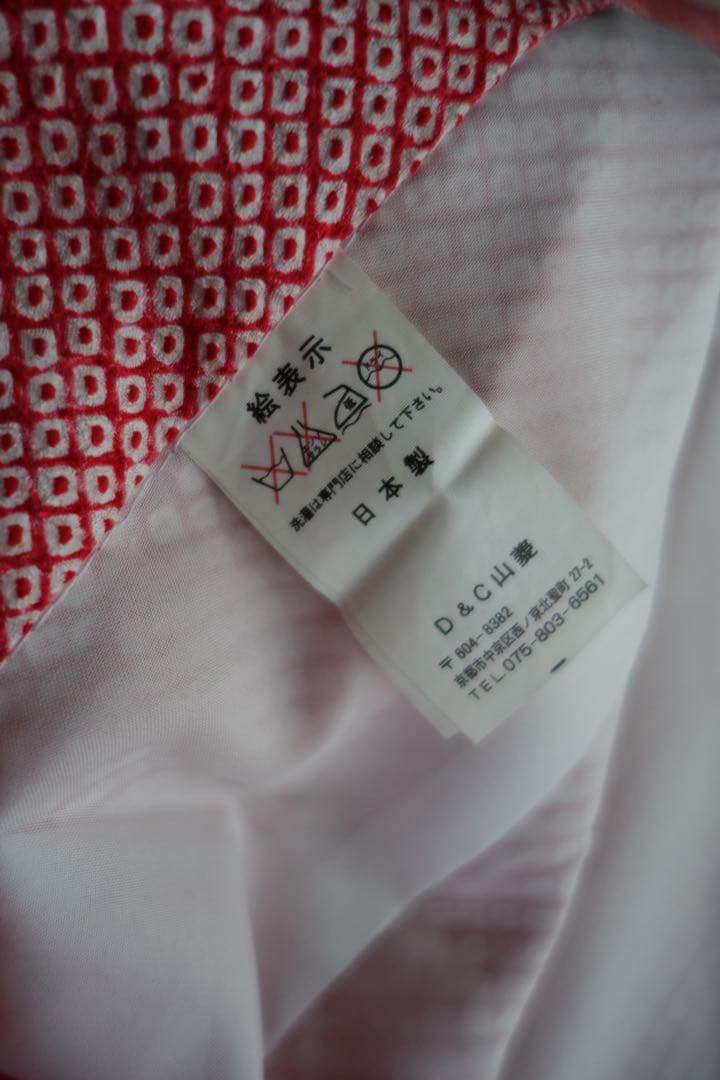 絵表示
洗濯は専門店に相談して下さい。
日本製
D&C山菱
〒604-8382
京都市中京区西ノ京北聖町 27-2
TEL.075-803-6561